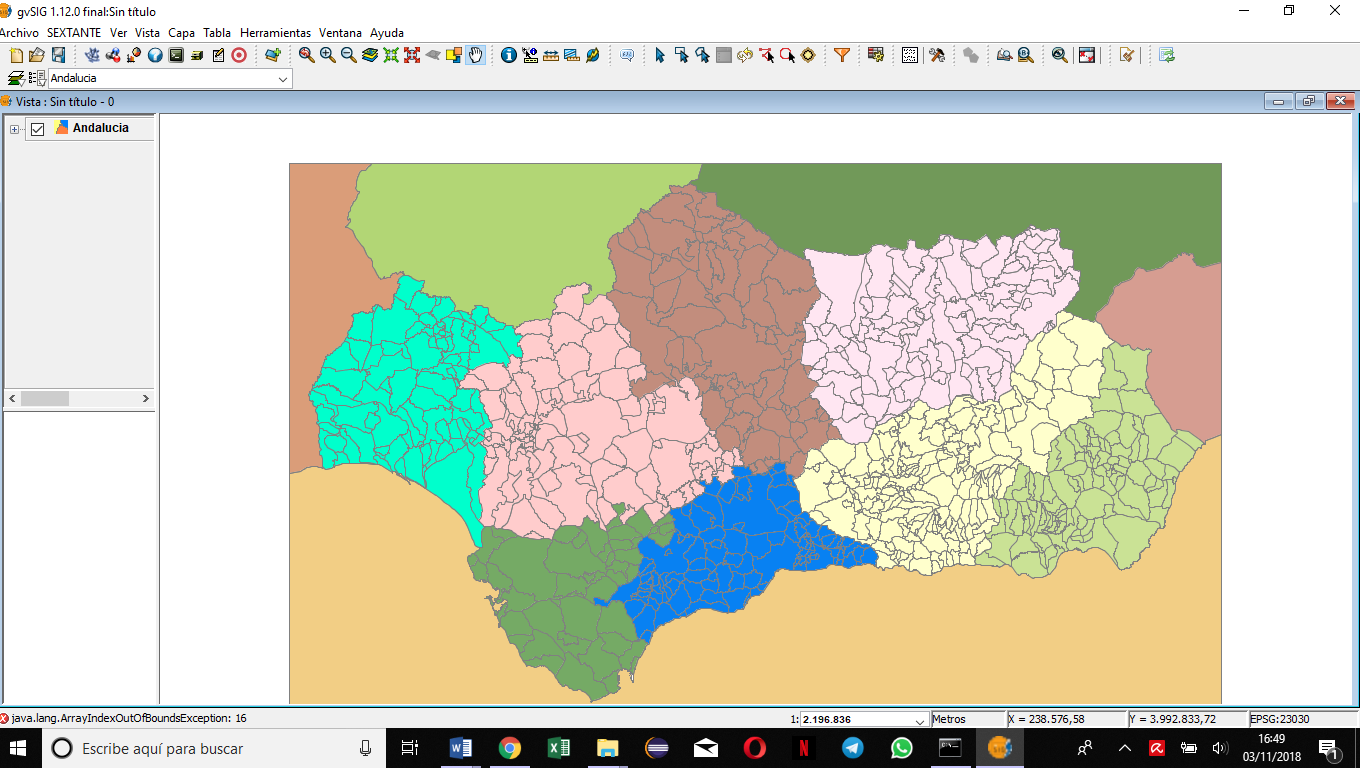 gvSIG 1.12.0 final:Sin título
Archivo SEXTANTE Ver Vista Capa Tabla Herramientas Ventana Ayuda
Andalucia
Vista : Sin título - 0
Andalucia
java.lang.ArrayIndexOutOfBoundsException: 16
1: 2.196.836
Metros
X = 238.576,58
Y = 3.992.833,72
EPSG:23030
Escribe aquí para buscar
16:49
03/11/2018
1